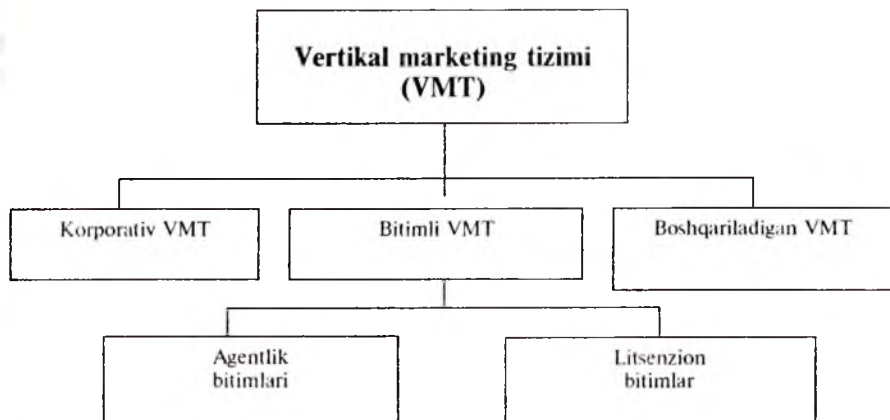 Vertikal marketing tizimi
(VMT)
Korporativ VMT
Bitimli VMT
Boshqariladigan VMT
Agentlik
bitimlari
Litsenzion
bitimlar